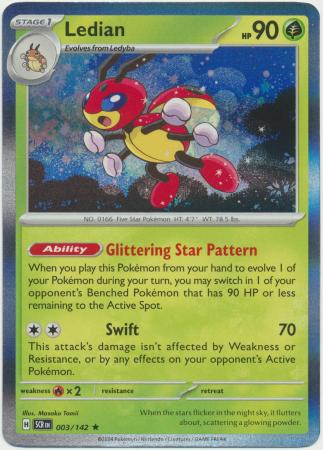 STAGE 1
Ledian
HP 90
Evolves from Ledyba
NO. 0166 Five Star Pokémon HT: 4'7" WT: 78.5 lbs.
Ability Glittering Star Pattern
When you play this Pokémon from your hand to evolve 1 of
your Pokémon during your turn, you may switch in 1 of your
opponent's Benched Pokémon that has 90 HP or less
remaining to the Active Spot.
Swift 70
This attack's damage isn't affected by Weakness or
Resistance, or by any effects on your opponent's Active
Pokémon.
weakness ×2 resistance retreat
Illus. Masako Tomii
H SCR EN 003/142 ★
©2024 Pokémon / Nintendo / Creatures / GAME FREAK
When the stars flicker in the night sky, it flutters
about, scattering a glowing powder.